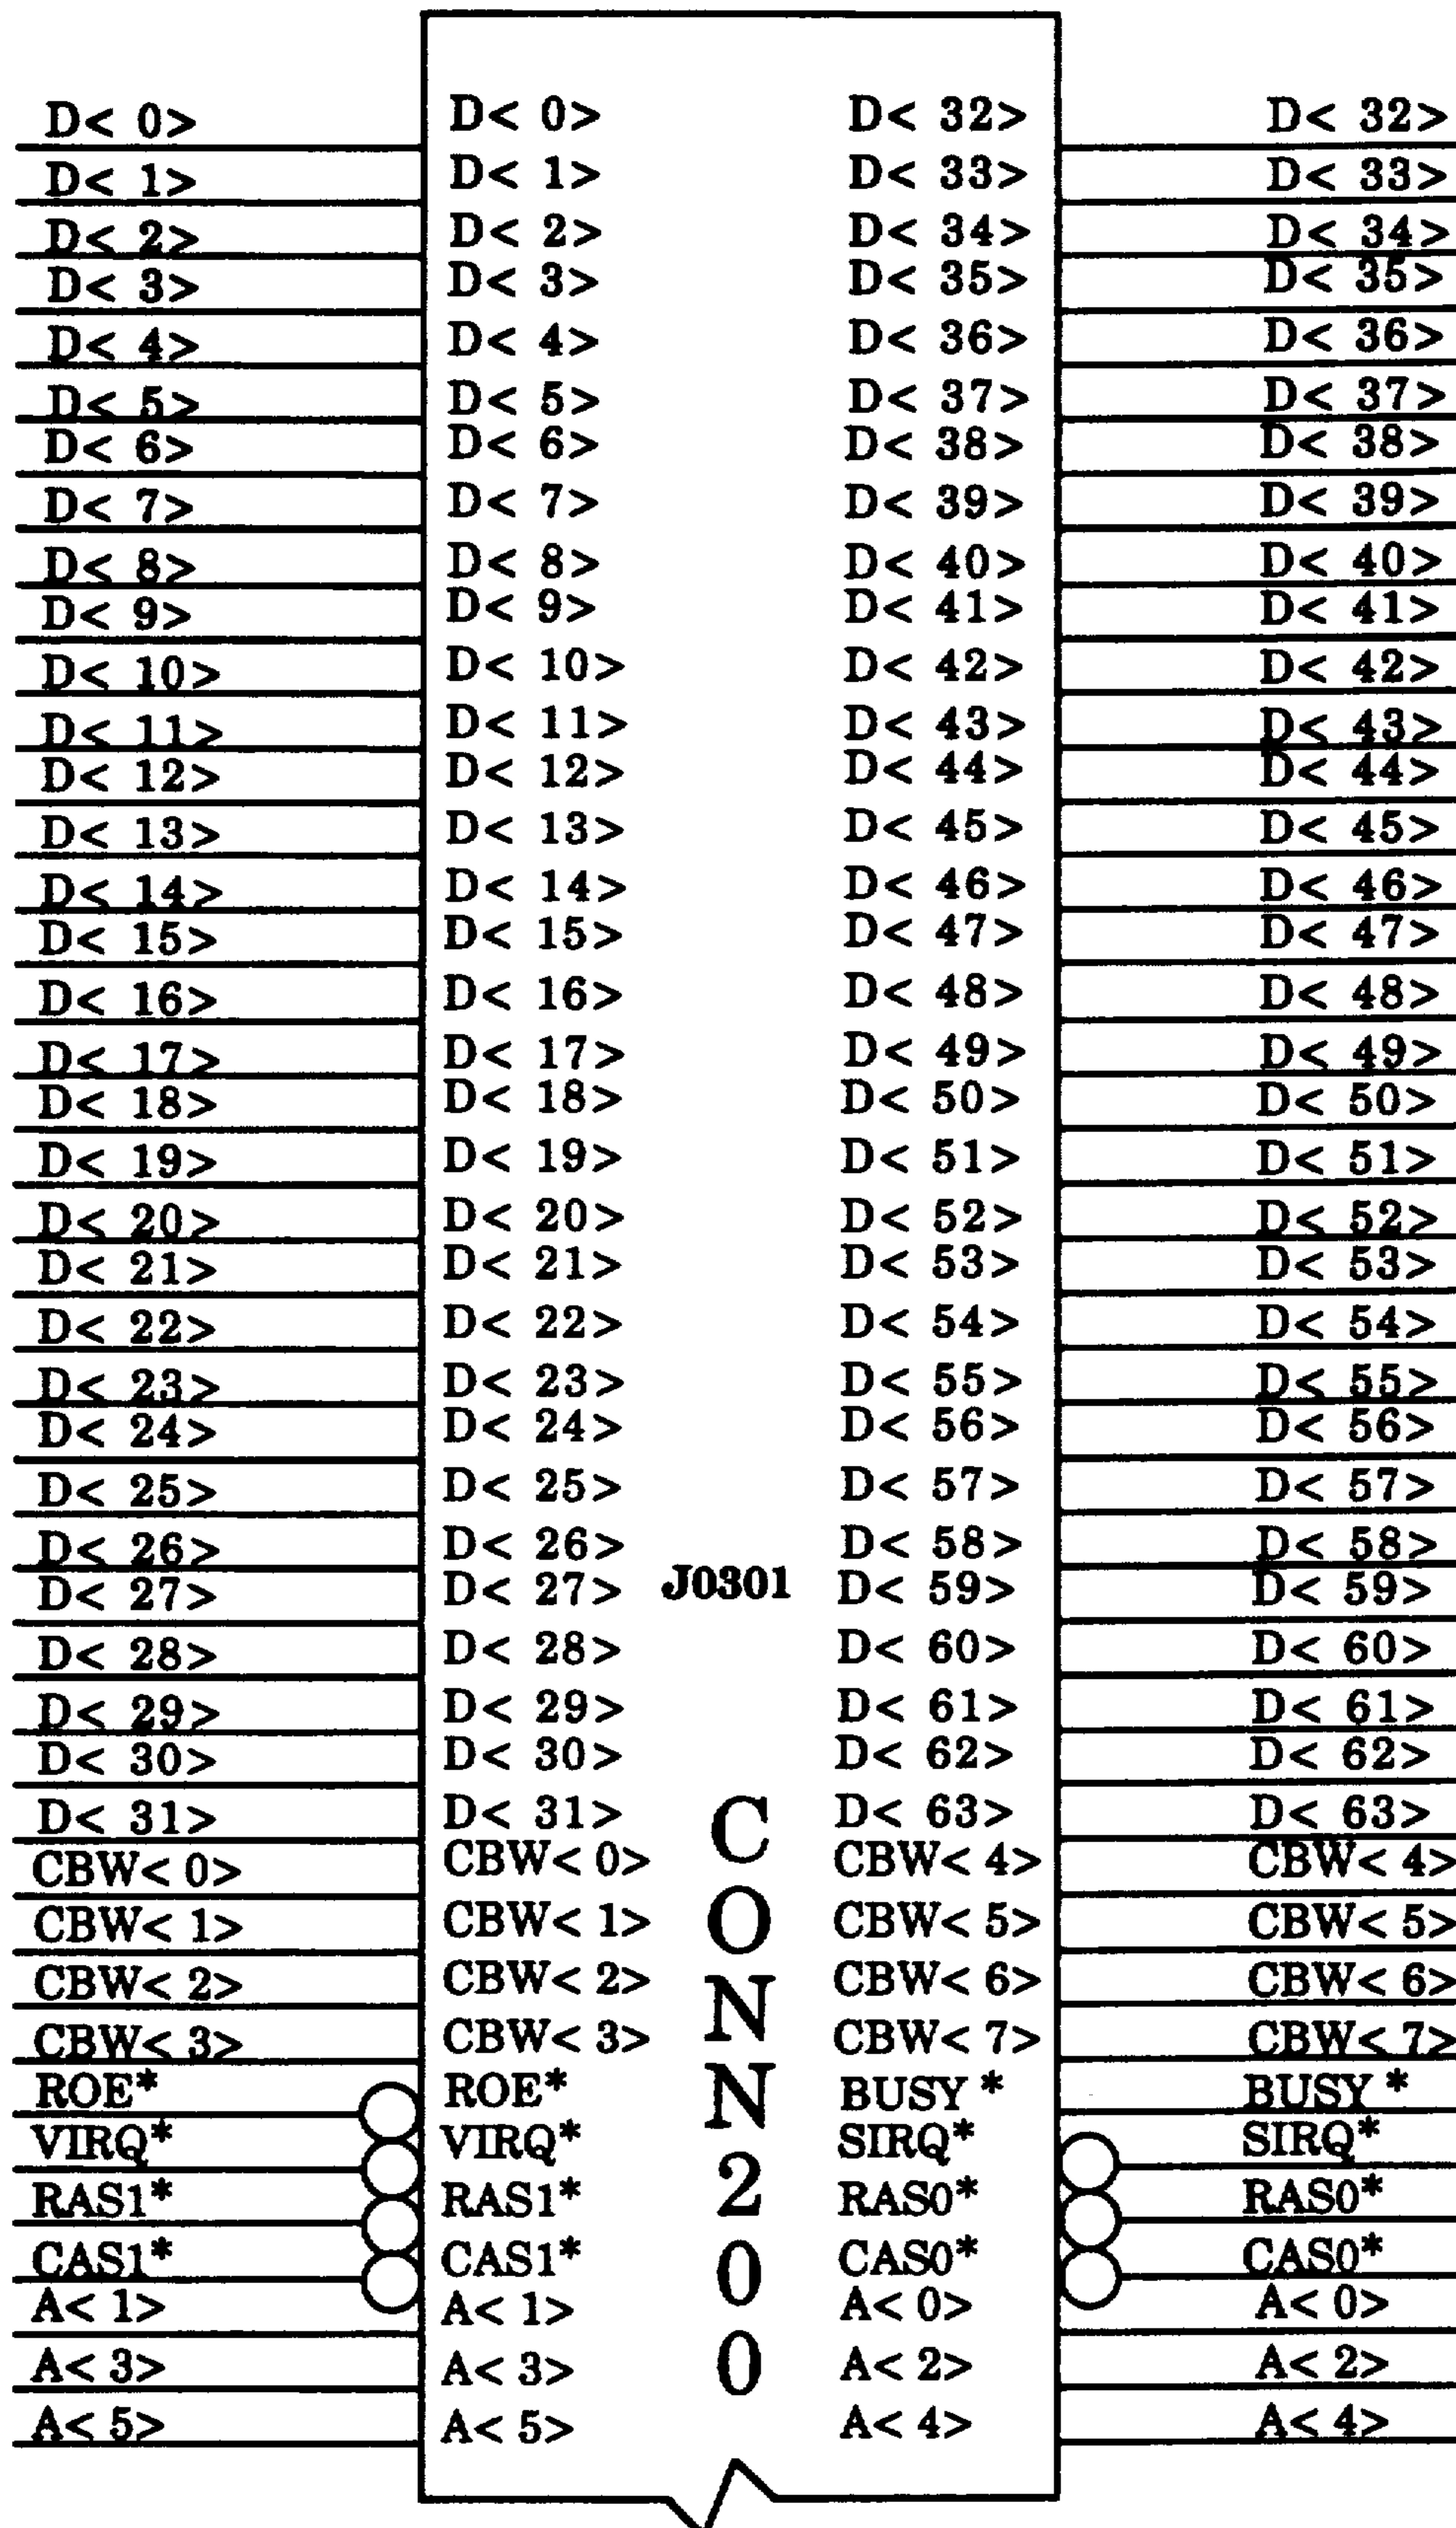 D< 0> D< 0> D< 32> D< 32>
D< 1> D< 1> D< 33> D< 33>
D< 2> D< 2> D< 34> D< 34>
D< 3> D< 3> D< 35> D< 35>
D< 4> D< 4> D< 36> D< 36>
D< 5> D< 5> D< 37> D< 37>
D< 6> D< 6> D< 38> D< 38>
D< 7> D< 7> D< 39> D< 39>
D< 8> D< 8> D< 40> D< 40>
D< 9> D< 9> D< 41> D< 41>
D< 10> D< 10> D< 42> D< 42>
D< 11> D< 11> D< 43> D< 43>
D< 12> D< 12> D< 44> D< 44>
D< 13> D< 13> D< 45> D< 45>
D< 14> D< 14> D< 46> D< 46>
D< 15> D< 15> D< 47> D< 47>
D< 16> D< 16> D< 48> D< 48>
D< 17> D< 17> D< 49> D< 49>
D< 18> D< 18> D< 50> D< 50>
D< 19> D< 19> D< 51> D< 51>
D< 20> D< 20> D< 52> D< 52>
D< 21> D< 21> D< 53> D< 53>
D< 22> D< 22> D< 54> D< 54>
D< 23> D< 23> D< 55> D< 55>
D< 24> D< 24> D< 56> D< 56>
D< 25> D< 25> D< 57> D< 57>
D< 26> D< 26> D< 58> D< 58>
D< 27> D< 27> J0301 D< 59> D< 59>
D< 28> D< 28> D< 60> D< 60>
D< 29> D< 29> D< 61> D< 61>
D< 30> D< 30> D< 62> D< 62>
D< 31> D< 31> D< 63> D< 63>
CBW< 0> CBW< 0> CBW< 4> CBW< 4>
CBW< 1> CBW< 1> CBW< 5> CBW< 5>
CBW< 2> CBW< 2> CBW< 6> CBW< 6>
CBW< 3> CBW< 3> CBW< 7> CBW< 7>
ROE* ROE* BUSY* BUSY*
VIRQ* VIRQ* SIRQ* SIRQ*
RAS1* RAS1* RAS0* RAS0*
CAS1* CAS1* CAS0* CAS0*
A< 1> A< 1> A< 0> A< 0>
A< 3> A< 3> A< 2> A< 2>
A< 5> A< 5> A< 4> A< 4>
CONN200